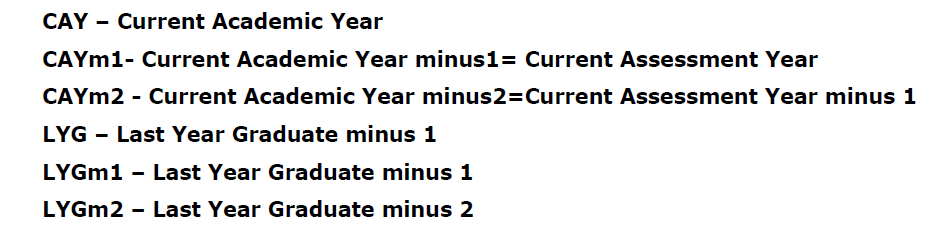 CAY – Current Academic Year
CAYm1- Current Academic Year minus1= Current Assessment Year
CAYm2 - Current Academic Year minus2=Current Assessment Year minus 1
LYG – Last Year Graduate minus 1
LYGm1 – Last Year Graduate minus 1
LYGm2 – Last Year Graduate minus 2